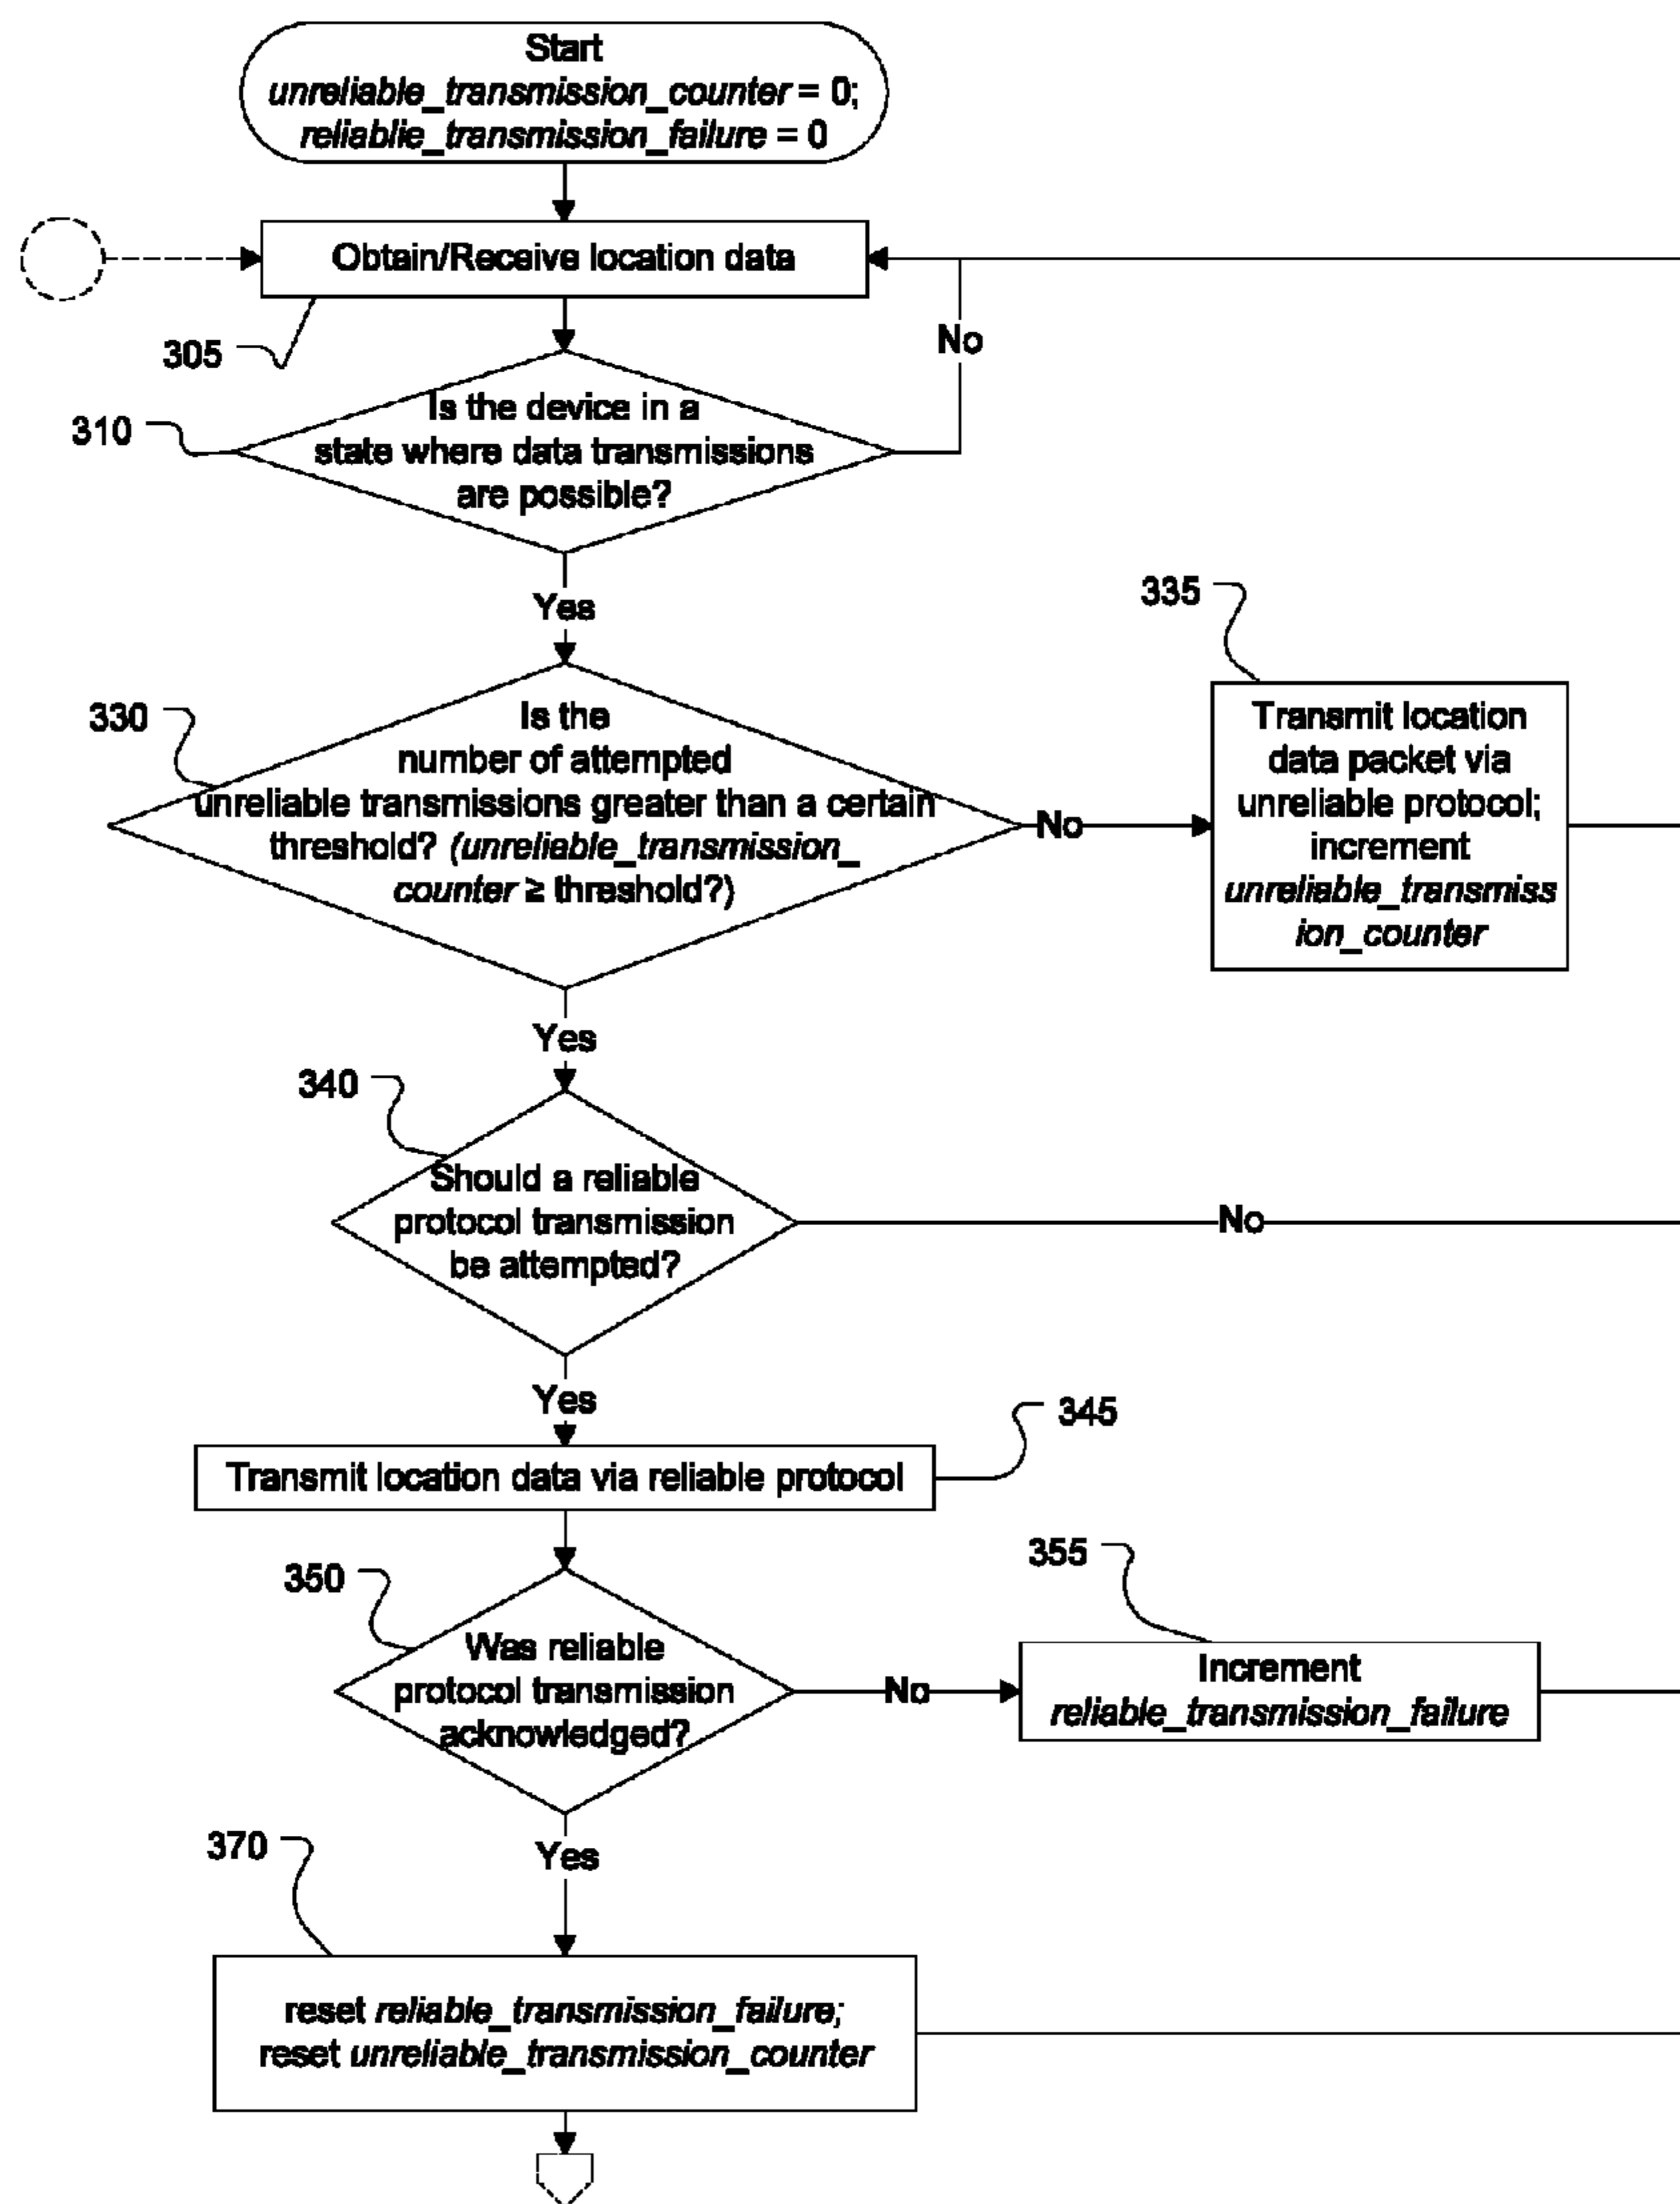 Start
unreliable_transmission_counter = 0;
reliablie_transmission_failure = 0
Obtain/Receive location data
305
No
310
Is the device in a
state where data transmissions
are possible?
Yes
335
330
Is the
number of attempted
unreliable transmissions greater than a certain
threshold? (unreliable_transmission_
counter ≥ threshold?)
No
Transmit location
data packet via
unreliable protocol;
increment
unreliable_transmiss
ion_counter
Yes
340
Should a reliable
protocol transmission
be attempted?
No
Yes
345
Transmit location data via reliable protocol
350
355
Was reliable
protocol transmission
acknowledged?
No
Increment
reliable_transmission_failure
370
Yes
reset reliable_transmission_failure;
reset unreliable_transmission_counter